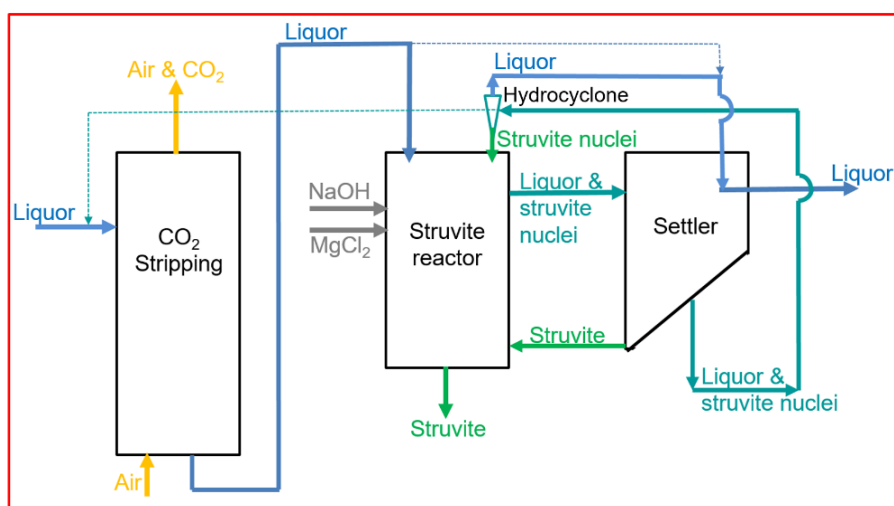 Liquor
Air & CO₂
Liquor
Hydrocyclone
Struvite nuclei
Liquor
CO₂
Stripping
NaOH
MgCl₂
Struvite
reactor
Liquor &
struvite
nuclei
Settler
Liquor
Struvite
Liquor &
struvite nuclei
Struvite
Air